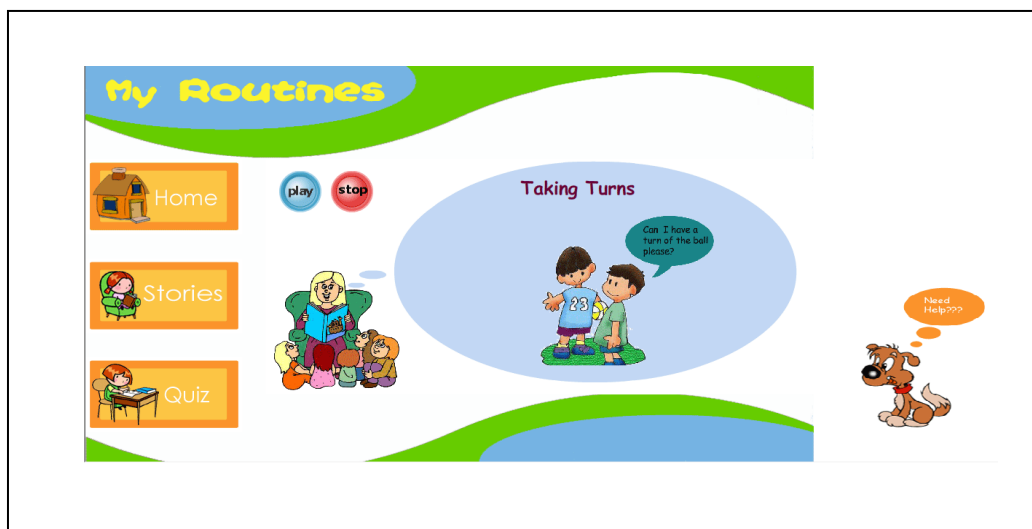 My Routines
Home
play
stop
Taking Turns
Can I have a
turn of the ball
please?
23
Stories
Need
Help???
Quiz